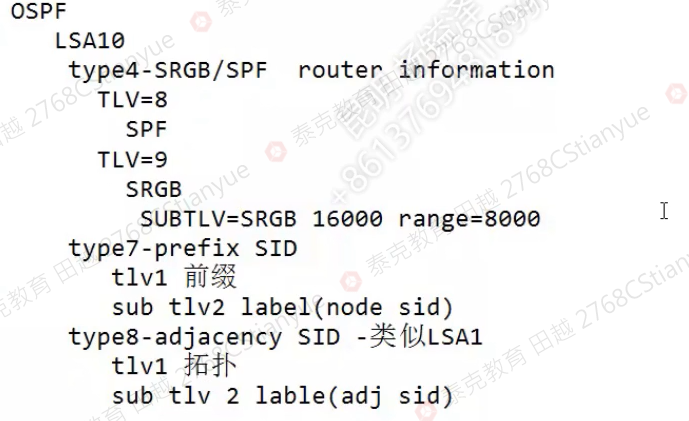 OSPF
LSA10
type4-SRGB/SPF router information
TLV=8
SPF
TLV=9
SRGB
SUBTLV=SRGB 16000 range=8000
type7-prefix SID
tlv1 前缀
sub tlv2 label(node sid)
type8-adjacency SID -类似LSA1
tlv1 拓扑
sub tlv 2 lable(adj sid)
泰克教育 田越 2768CStianyue